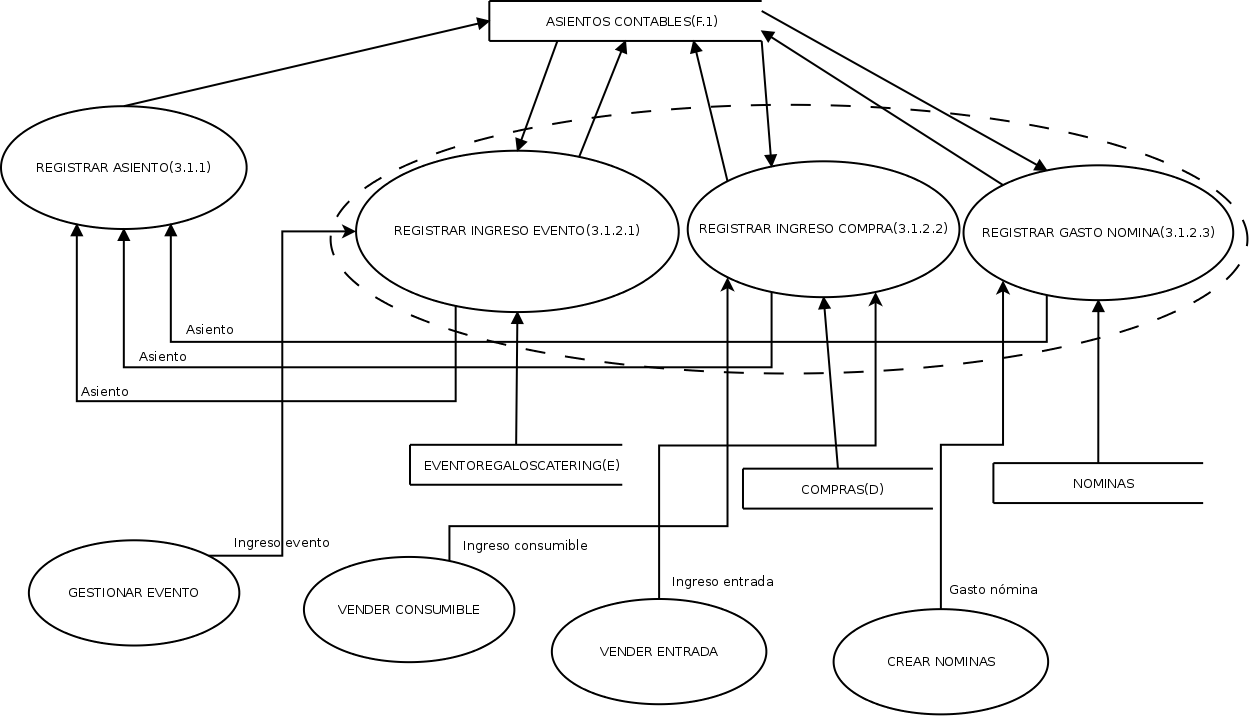 ASIENTOS CONTABLES(F.1)
REGISTRAR ASIENTO(3.1.1)
REGISTRAR INGRESO EVENTO(3.1.2.1)
REGISTRAR INGRESO COMPRA(3.1.2.2)
REGISTRAR GASTO NOMINA(3.1.2.3)
Asiento
Asiento
Asiento
EVENTOREGALOSCATERING(E)
COMPRAS(D)
NOMINAS
Ingreso evento
Ingreso consumible
Ingreso entrada
Gasto nómina
GESTIONAR EVENTO
VENDER CONSUMIBLE
VENDER ENTRADA
CREAR NOMINAS